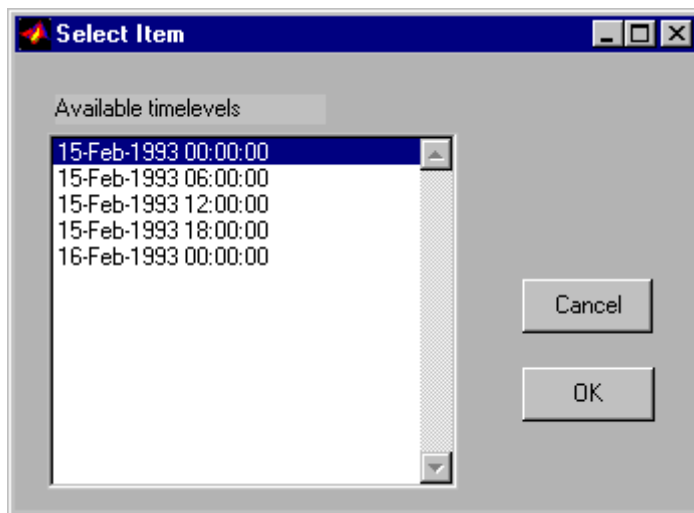 Select Item
Available timelevels
15-Feb-1993 00:00:00
15-Feb-1993 06:00:00
15-Feb-1993 12:00:00
15-Feb-1993 18:00:00
16-Feb-1993 00:00:00
Cancel
OK